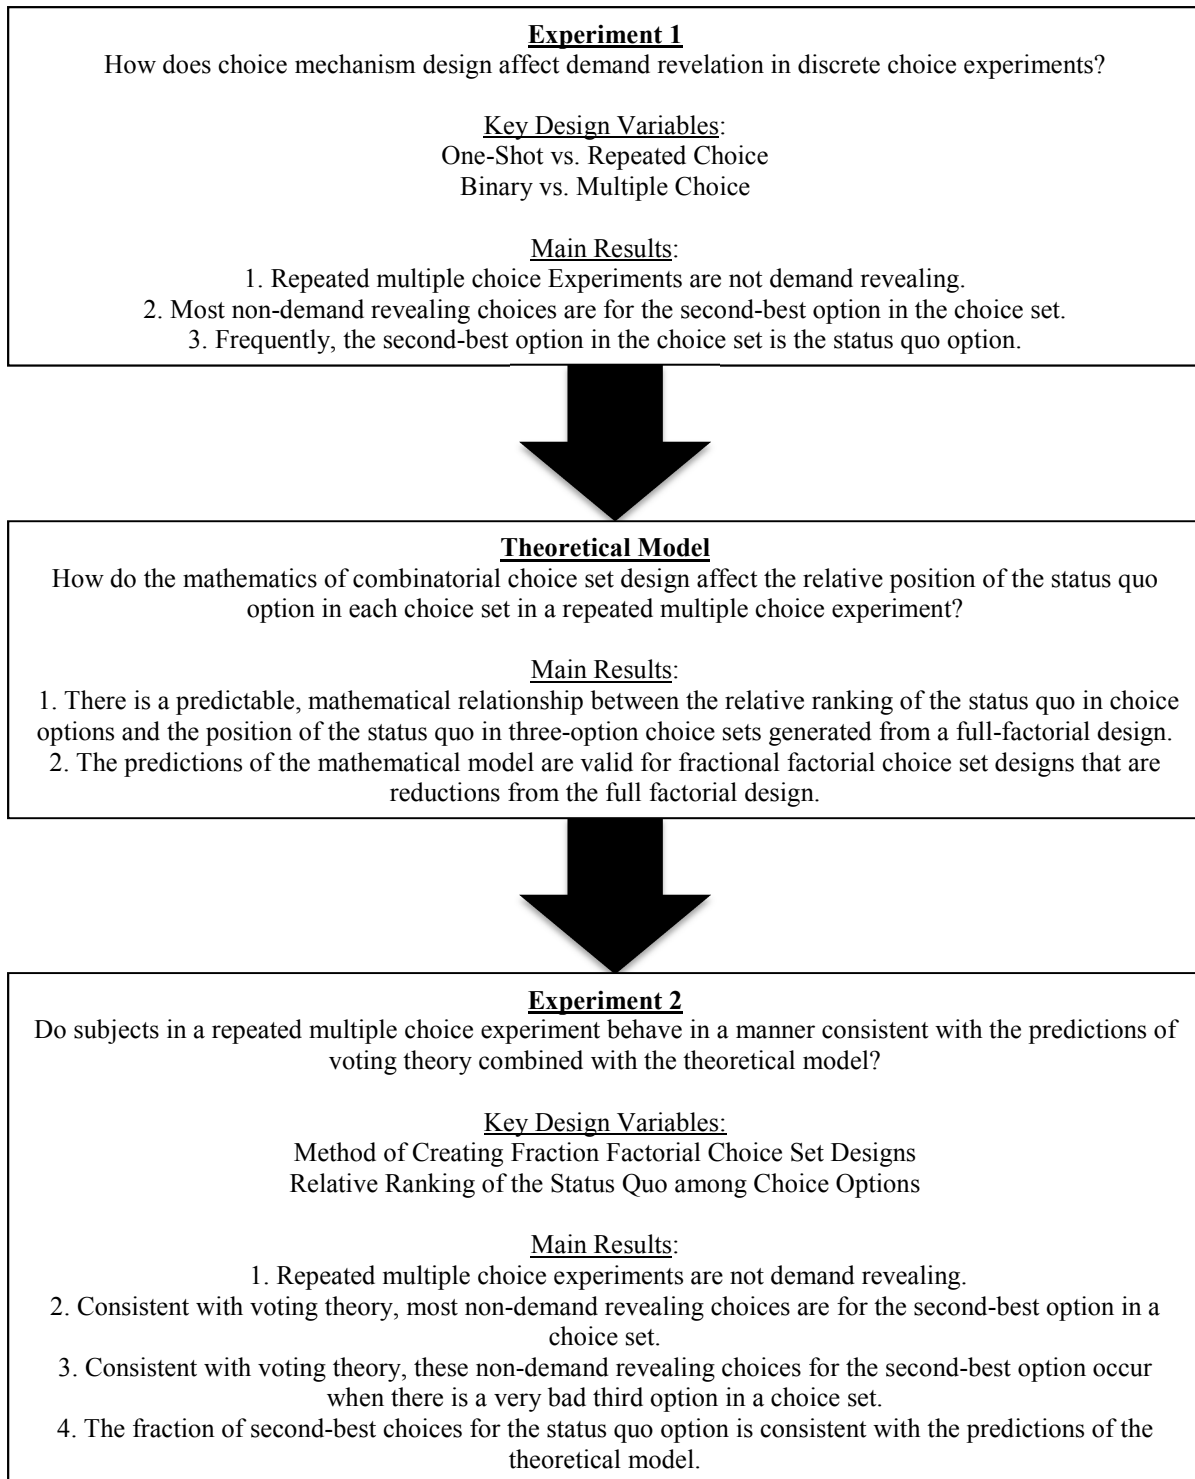 Experiment 1
How does choice mechanism design affect demand revelation in discrete choice experiments?
Key Design Variables:
One-Shot vs. Repeated Choice
Binary vs. Multiple Choice
Main Results:
1. Repeated multiple choice Experiments are not demand revealing.
2. Most non-demand revealing choices are for the second-best option in the choice set.
3. Frequently, the second-best option in the choice set is the status quo option.
Theoretical Model
How do the mathematics of combinatorial choice set design affect the relative position of the status quo
option in each choice set in a repeated multiple choice experiment?
Main Results:
1. There is a predictable, mathematical relationship between the relative ranking of the status quo in choice
options and the position of the status quo in three-option choice sets generated from a full-factorial design.
2. The predictions of the mathematical model are valid for fractional factorial choice set designs that are
reductions from the full factorial design.
Experiment 2
Do subjects in a repeated multiple choice experiment behave in a manner consistent with the predictions of
voting theory combined with the theoretical model?
Key Design Variables:
Method of Creating Fraction Factorial Choice Set Designs
Relative Ranking of the Status Quo among Choice Options
Main Results:
1. Repeated multiple choice experiments are not demand revealing.
2. Consistent with voting theory, most non-demand revealing choices are for the second-best option in a
choice set.
3. Consistent with voting theory, these non-demand revealing choices for the second-best option occur
when there is a very bad third option in a choice set.
4. The fraction of second-best choices for the status quo option is consistent with the predictions of the
theoretical model.